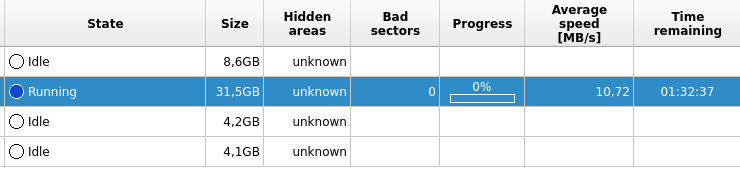 State Size Hidden areas Bad sectors Progress Average speed [MB/s] Time remaining
Idle 8,6GB unknown
Running 31,5GB unknown 0 0% 10,72 01:32:37
Idle 4,2GB unknown
Idle 4,1GB unknown